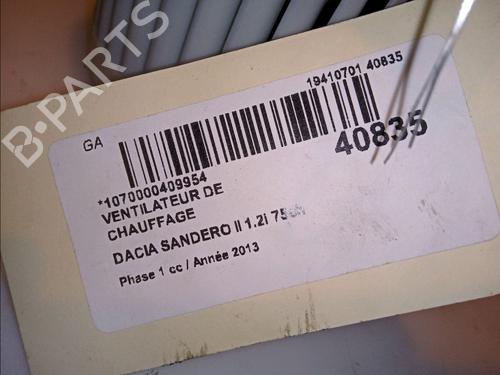 B-PARTS
19410701 40835
GA
40835
*1070000409954
VENTILATEUR DE
CHAUFFAGE
DACIA SANDERO II 1.2I
Phase 1 cc / Année 2013